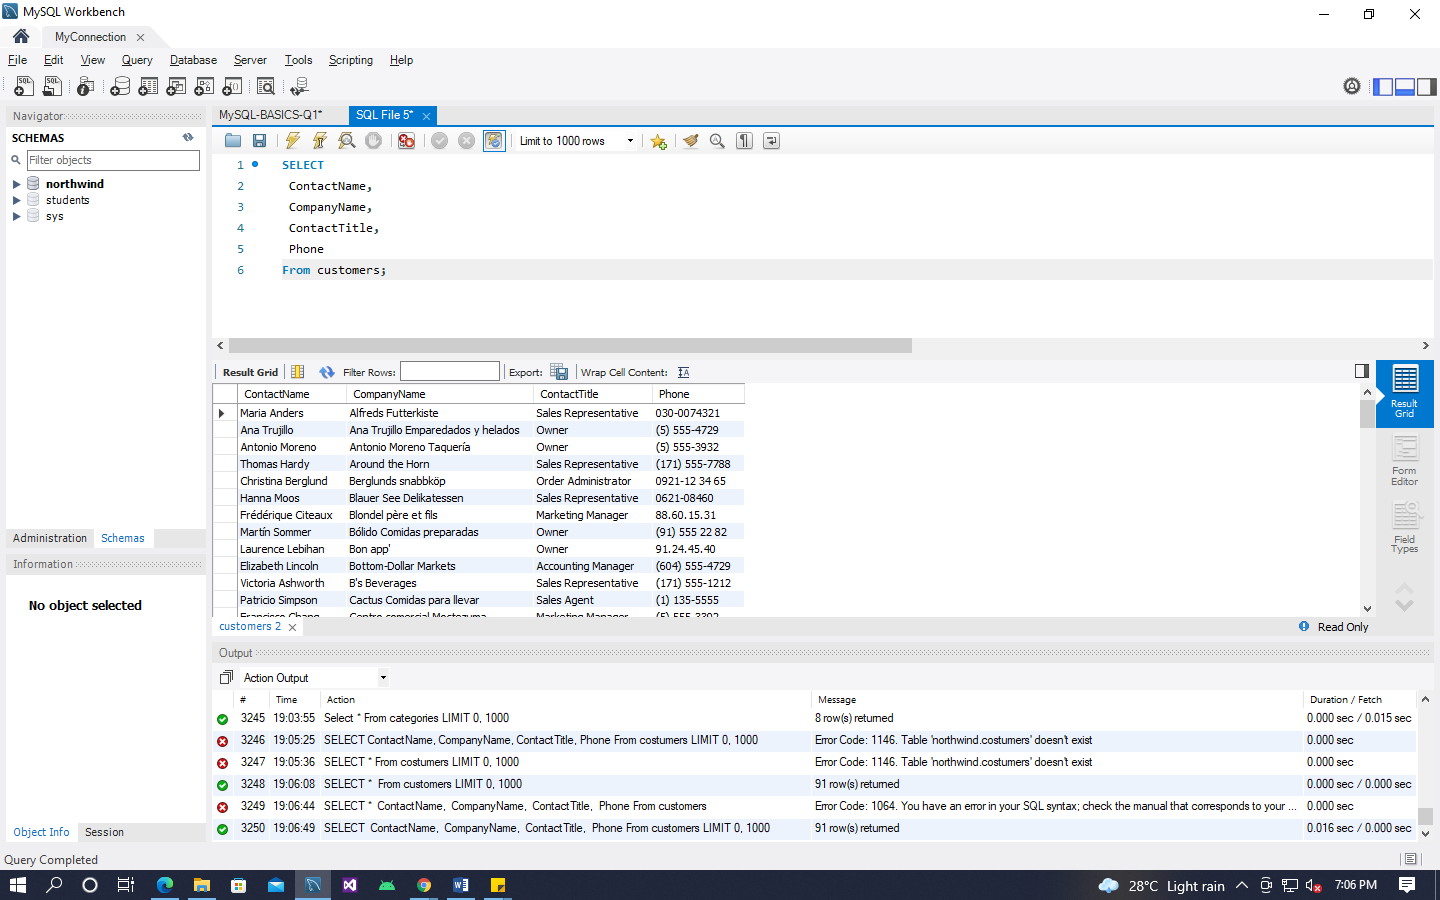 MySQL Workbench
MyConnection
File Edit View Query Database Server Tools Scripting Help
Navigator
SCHEMAS
Filter objects
northwind
students
sys
Administration Schemas
Information
No object selected
Object Info Session
MySQL-BASICS-Q1* SQL File 5*
Limit to 1000 rows
1 SELECT
2 ContactName,
3 CompanyName,
4 ContactTitle,
5 Phone
6 From customers;
Result Grid Filter Rows: Export: Wrap Cell Content:
ContactName CompanyName ContactTitle Phone
Maria Anders Alfreds Futterkiste Sales Representative 030-0074321
Ana Trujillo Ana Trujillo Emparedados y helados Owner (5) 555-4729
Antonio Moreno Antonio Moreno Taquería Owner (5) 555-3932
Thomas Hardy Around the Horn Sales Representative (171) 555-7788
Christina Berglund Berglunds snabbköp Order Administrator 0921-12 34 65
Hanna Moos Blauer See Delikatessen Sales Representative 0621-08460
Frédérique Citeaux Blondel père et fils Marketing Manager 88.60.15.31
Martín Sommer Bólido Comidas preparadas Owner (91) 555 22 82
Laurence Lebihan Bon app' Owner 91.24.45.40
Elizabeth Lincoln Bottom-Dollar Markets Accounting Manager (604) 555-4729
Victoria Ashworth B's Beverages Sales Representative (171) 555-1212
Patricio Simpson Cactus Comidas para llevar Sales Agent (1) 135-5555
Francisco Chang Centro comercial Moctezuma Marketing Manager (5) 555-3392
Result
Grid
Form
Editor
Field
Types
customers 2
Read Only
Output
Action Output
# Time Action Message Duration / Fetch
3245 19:03:55 Select * From categories LIMIT 0, 1000 8 row(s) returned 0.000 sec / 0.015 sec
3246 19:05:25 SELECT ContactName, CompanyName, ContactTitle, Phone From costumers LIMIT 0, 1000 Error Code: 1146. Table 'northwind.costumers' doesn't exist 0.000 sec
3247 19:05:36 SELECT * From costumers LIMIT 0, 1000 Error Code: 1146. Table 'northwind.costumers' doesn't exist 0.000 sec
3248 19:06:08 SELECT * From customers LIMIT 0, 1000 91 row(s) returned 0.000 sec / 0.000 sec
3249 19:06:44 SELECT * ContactName, CompanyName, ContactTitle, Phone From customers Error Code: 1064. You have an error in your SQL syntax; check the manual that corresponds to your ... 0.000 sec
3250 19:06:49 SELECT ContactName, CompanyName, ContactTitle, Phone From customers LIMIT 0, 1000 91 row(s) returned 0.016 sec / 0.000 sec
Query Completed
28°C Light rain 7:06 PM